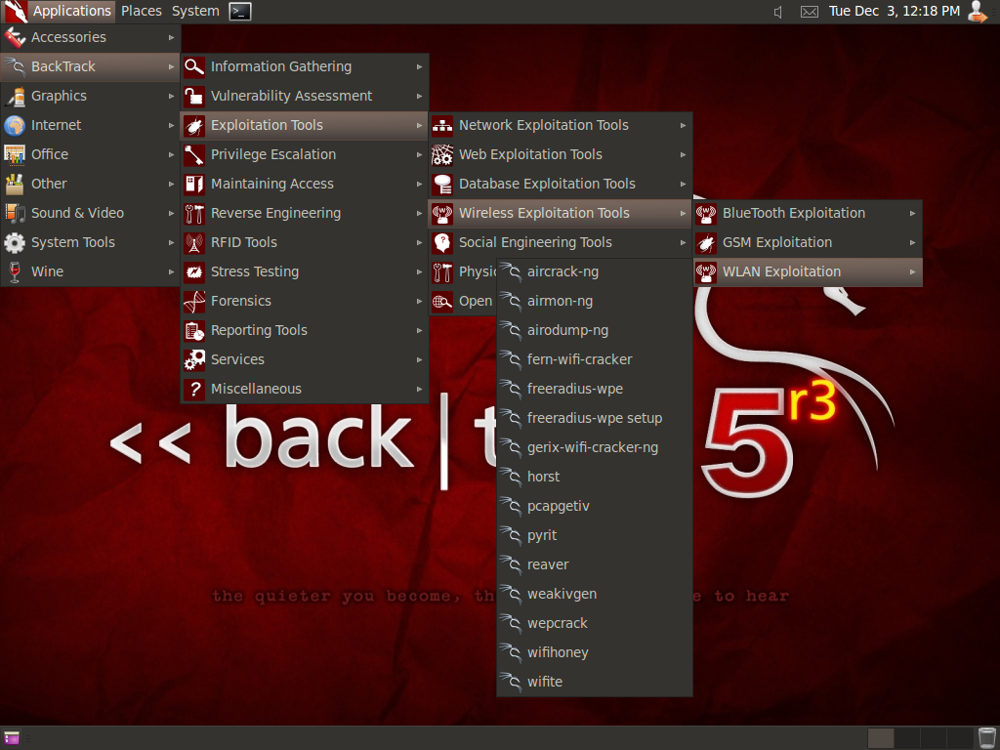 Applications Places System Tue Dec 3, 12:18 PM
Accessories
BackTrack
Graphics
Internet
Office
Other
Sound & Video
System Tools
Wine
Information Gathering
Vulnerability Assessment
Exploitation Tools
Privilege Escalation
Maintaining Access
Reverse Engineering
RFID Tools
Stress Testing
Forensics
Reporting Tools
Services
Miscellaneous
Network Exploitation Tools
Web Exploitation Tools
Database Exploitation Tools
Wireless Exploitation Tools
Social Engineering Tools
Physic
Open
BlueTooth Exploitation
GSM Exploitation
WLAN Exploitation
aircrack-ng
airmon-ng
airodump-ng
fern-wifi-cracker
freeradius-wpe
freeradius-wpe setup
gerix-wifi-cracker-ng
horst
pcapgetiv
pyrit
reaver
weakivgen
wepcrack
wifihoney
wifite
<< back | t 5 r3
the quieter you become, th e to hear